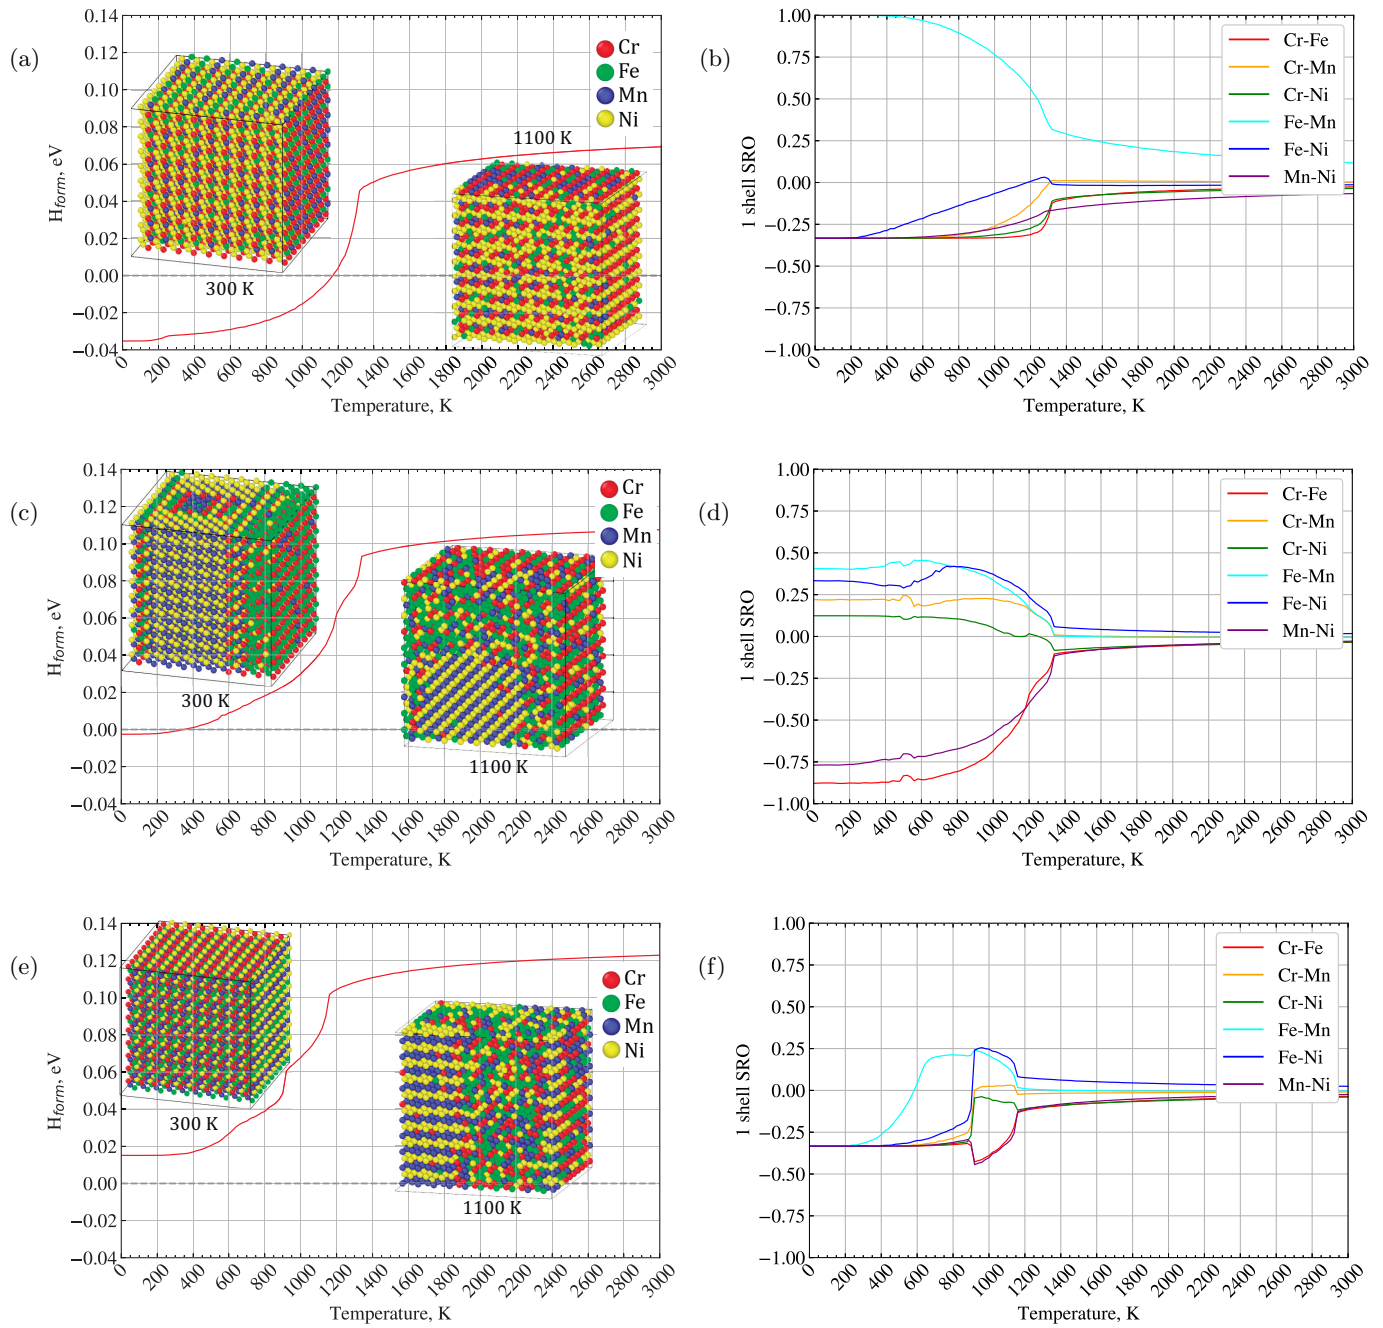 (a)
0.14
0.12
0.10
0.08
0.06
0.04
0.02
0.00
−0.02
−0.04
H_form, eV
Cr
Fe
Mn
Ni
300 K
1100 K
0 200 400 600 800 1000 1200 1400 1600 1800 2000 2200 2400 2600 2800 3000
Temperature, K
(b)
1.00
0.75
0.50
0.25
0.00
−0.25
−0.50
−0.75
−1.00
1 shell SRO
Cr-Fe
Cr-Mn
Cr-Ni
Fe-Mn
Fe-Ni
Mn-Ni
0 200 400 600 800 1000 1200 1400 1600 1800 2000 2200 2400 2600 2800 3000
Temperature, K
(c)
0.14
0.12
0.10
0.08
0.06
0.04
0.02
0.00
−0.02
−0.04
H_form, eV
Cr
Fe
Mn
Ni
300 K
1100 K
0 200 400 600 800 1000 1200 1400 1600 1800 2000 2200 2400 2600 2800 3000
Temperature, K
(d)
1.00
0.75
0.50
0.25
0.00
−0.25
−0.50
−0.75
−1.00
1 shell SRO
Cr-Fe
Cr-Mn
Cr-Ni
Fe-Mn
Fe-Ni
Mn-Ni
0 200 400 600 800 1000 1200 1400 1600 1800 2000 2200 2400 2600 2800 3000
Temperature, K
(e)
0.14
0.12
0.10
0.08
0.06
0.04
0.02
0.00
−0.02
−0.04
H_form, eV
Cr
Fe
Mn
Ni
300 K
1100 K
0 200 400 600 800 1000 1200 1400 1600 1800 2000 2200 2400 2600 2800 3000
Temperature, K
(f)
1.00
0.75
0.50
0.25
0.00
−0.25
−0.50
−0.75
−1.00
1 shell SRO
Cr-Fe
Cr-Mn
Cr-Ni
Fe-Mn
Fe-Ni
Mn-Ni
0 200 400 600 800 1000 1200 1400 1600 1800 2000 2200 2400 2600 2800 3000
Temperature, K